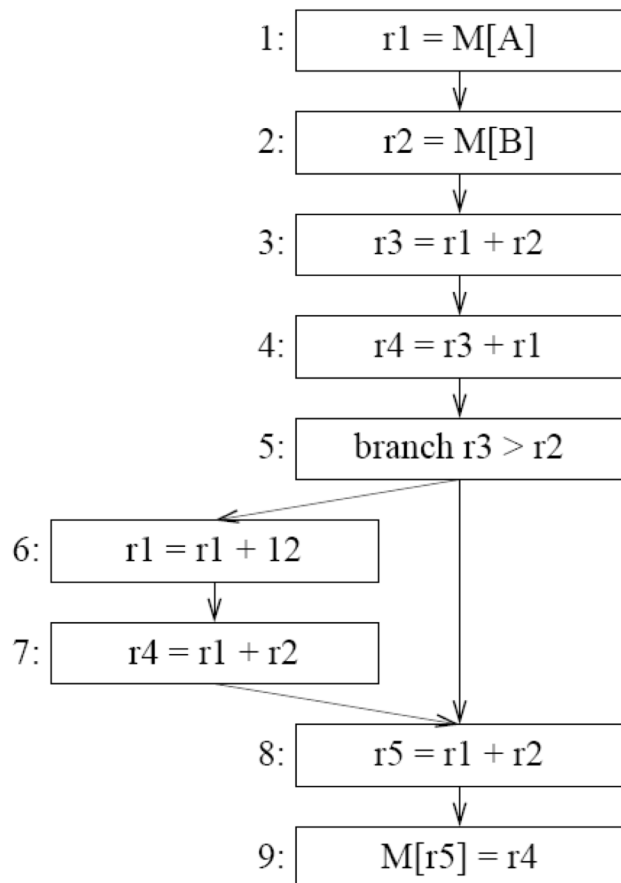 1: r1 = M[A]
2: r2 = M[B]
3: r3 = r1 + r2
4: r4 = r3 + r1
5: branch r3 > r2
6: r1 = r1 + 12
7: r4 = r1 + r2
8: r5 = r1 + r2
9: M[r5] = r4